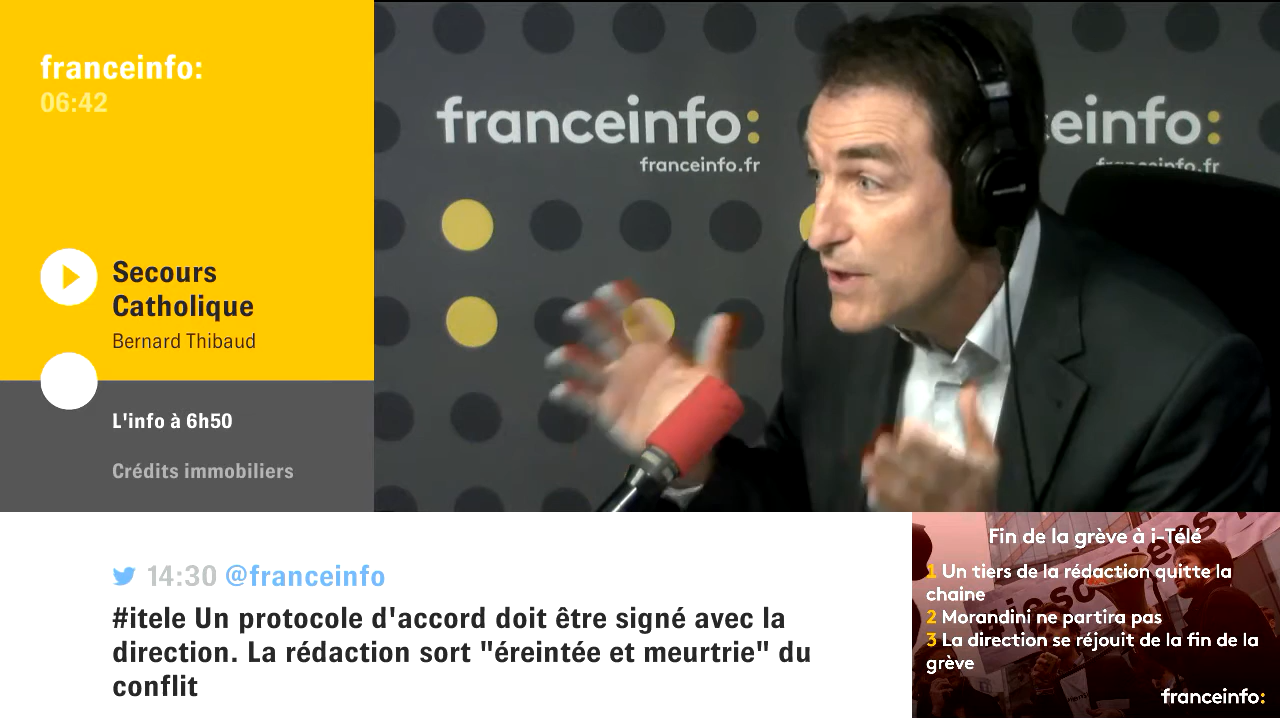 franceinfo:
06:42
Secours
Catholique
Bernard Thibaud
L'info à 6h50
Crédits immobiliers
franceinfo:
franceinfo.fr
ceinfo:
franceinfo.fr
14:30 @franceinfo
#itele Un protocole d'accord doit être signé avec la
direction. La rédaction sort "éreintée et meurtrie" du
conflit
Fin de la grève à i-Télé
1 Un tiers de la rédaction quitte la
chaine
2 Morandini ne partira pas
3 La direction se réjouit de la fin de la
grève
franceinfo: